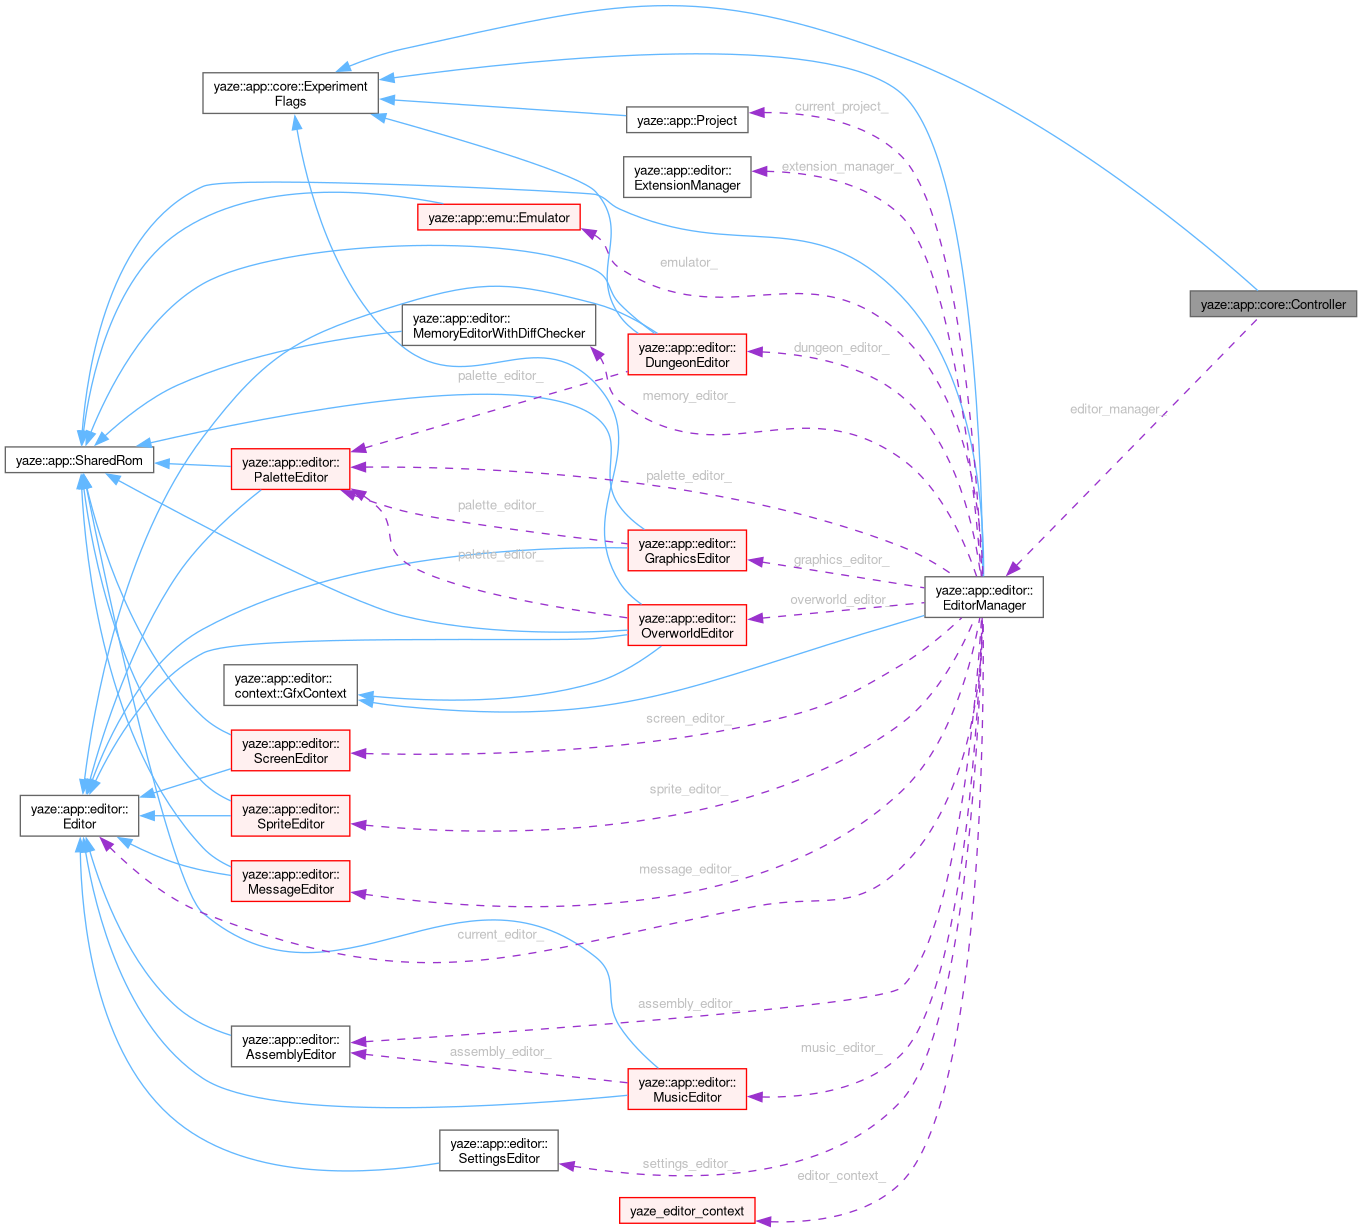 yaze::app::core::Experiment
Flags
current_project_
yaze::app::Project
extension_manager_
yaze::app::editor::
ExtensionManager
yaze::app::emu::Emulator
emulator_
yaze::app::core::Controller
yaze::app::editor::
MemoryEditorWithDiffChecker
yaze::app::editor::
DungeonEditor
dungeon_editor_
palette_editor_
memory_editor_
editor_manager
yaze::app::SharedRom
yaze::app::editor::
PaletteEditor
palette_editor_
palette_editor_
palette_editor_
yaze::app::editor::
GraphicsEditor
graphics_editor_
yaze::app::editor::
EditorManager
overworld_editor_
yaze::app::editor::
OverworldEditor
yaze::app::editor::
context::GfxContext
screen_editor_
yaze::app::editor::
ScreenEditor
sprite_editor_
yaze::app::editor::
Editor
yaze::app::editor::
SpriteEditor
message_editor_
yaze::app::editor::
MessageEditor
current_editor_
assembly_editor_
yaze::app::editor::
AssemblyEditor
assembly_editor_
music_editor_
yaze::app::editor::
MusicEditor
yaze::app::editor::
SettingsEditor
settings_editor_
editor_context_
yaze_editor_context